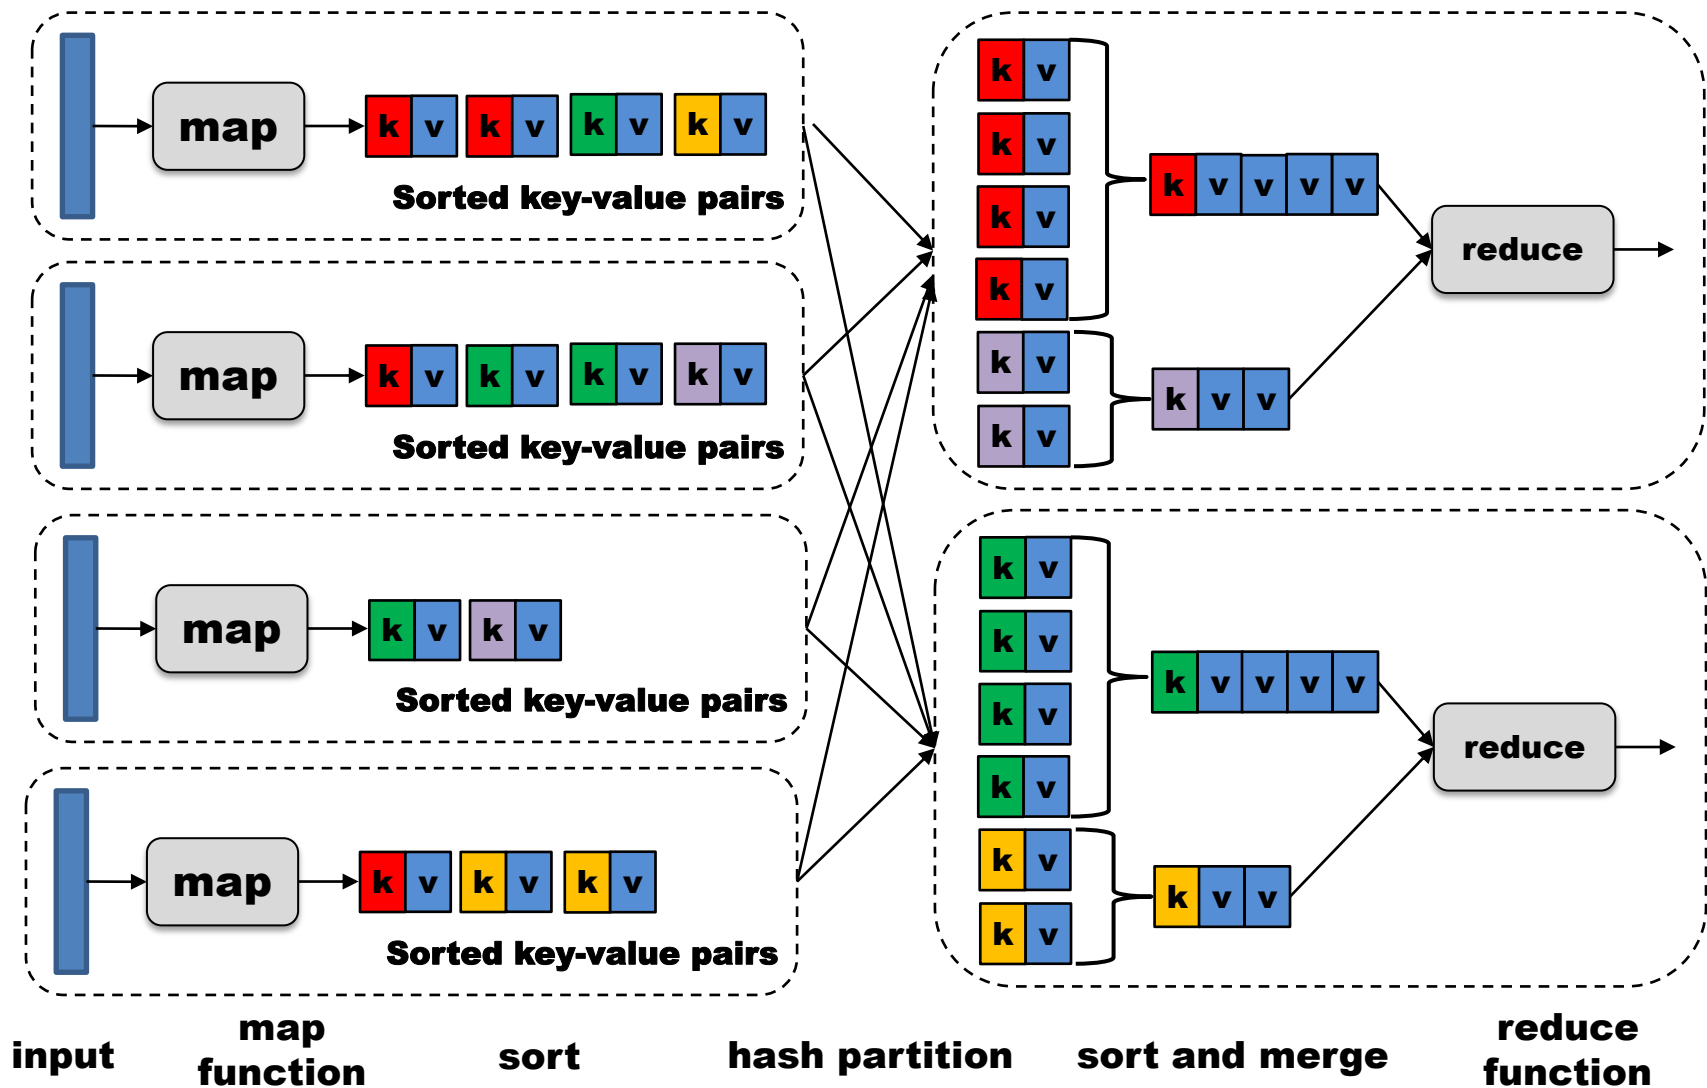 map
k v k v k v k v
Sorted key-value pairs
map
k v k v k v k v
Sorted key-value pairs
map
k v k v
Sorted key-value pairs
map
k v k v k v
Sorted key-value pairs
k v
k v
k v
k v
k v
k v
k v v v v
k v v
reduce
k v
k v
k v
k v
k v
k v
k v v v v
k v v
reduce
input
map
function
sort
hash partition
sort and merge
reduce
function